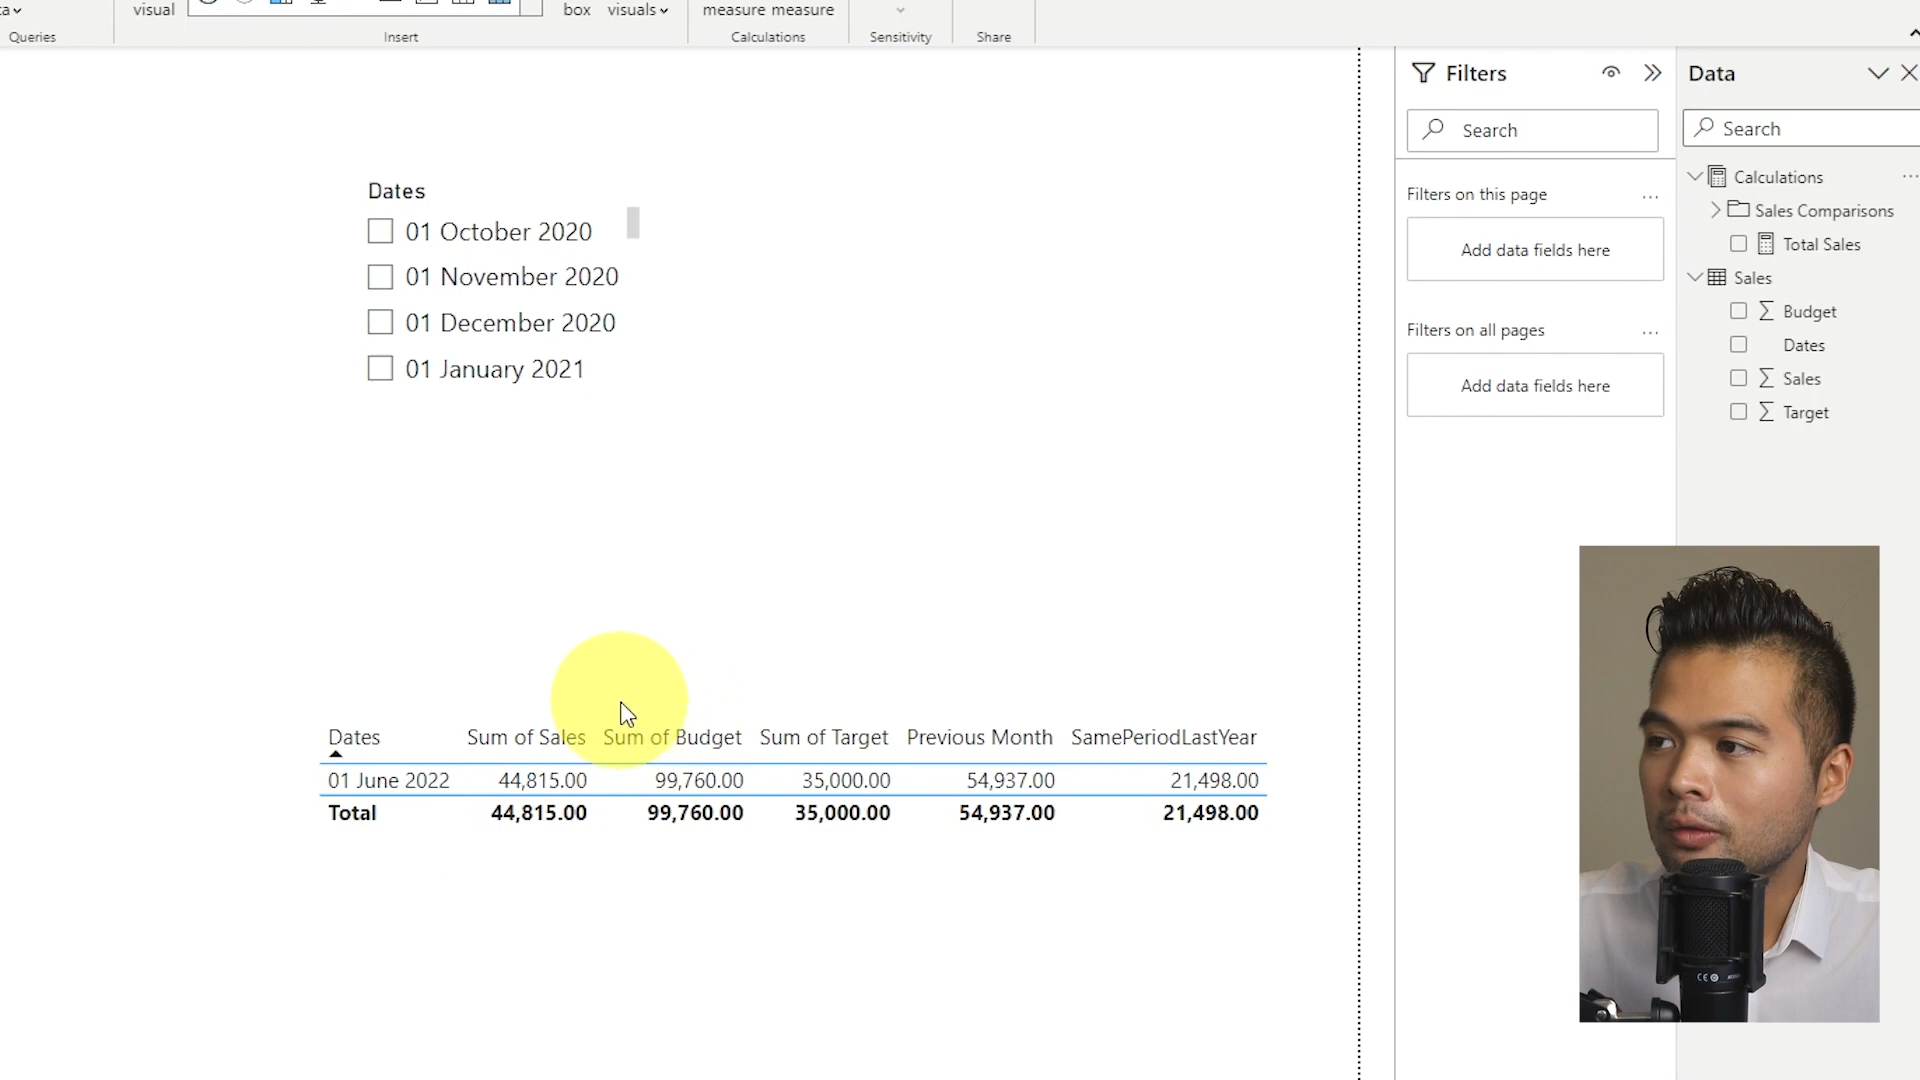 visual
box
visuals
measure measure
Queries
Insert
Calculations
Sensitivity
Share
Filters
Search
Filters on this page
...
Add data fields here
Filters on all pages
...
Add data fields here
Data
Search
Calculations
...
Sales Comparisons
Total Sales
Sales
Budget
Dates
Sales
Target
Dates
01 October 2020
01 November 2020
01 December 2020
01 January 2021
Dates Sum of Sales Sum of Budget Sum of Target Previous Month SamePeriodLastYear
01 June 2022 44,815.00 99,760.00 35,000.00 54,937.00 21,498.00
Total 44,815.00 99,760.00 35,000.00 54,937.00 21,498.00